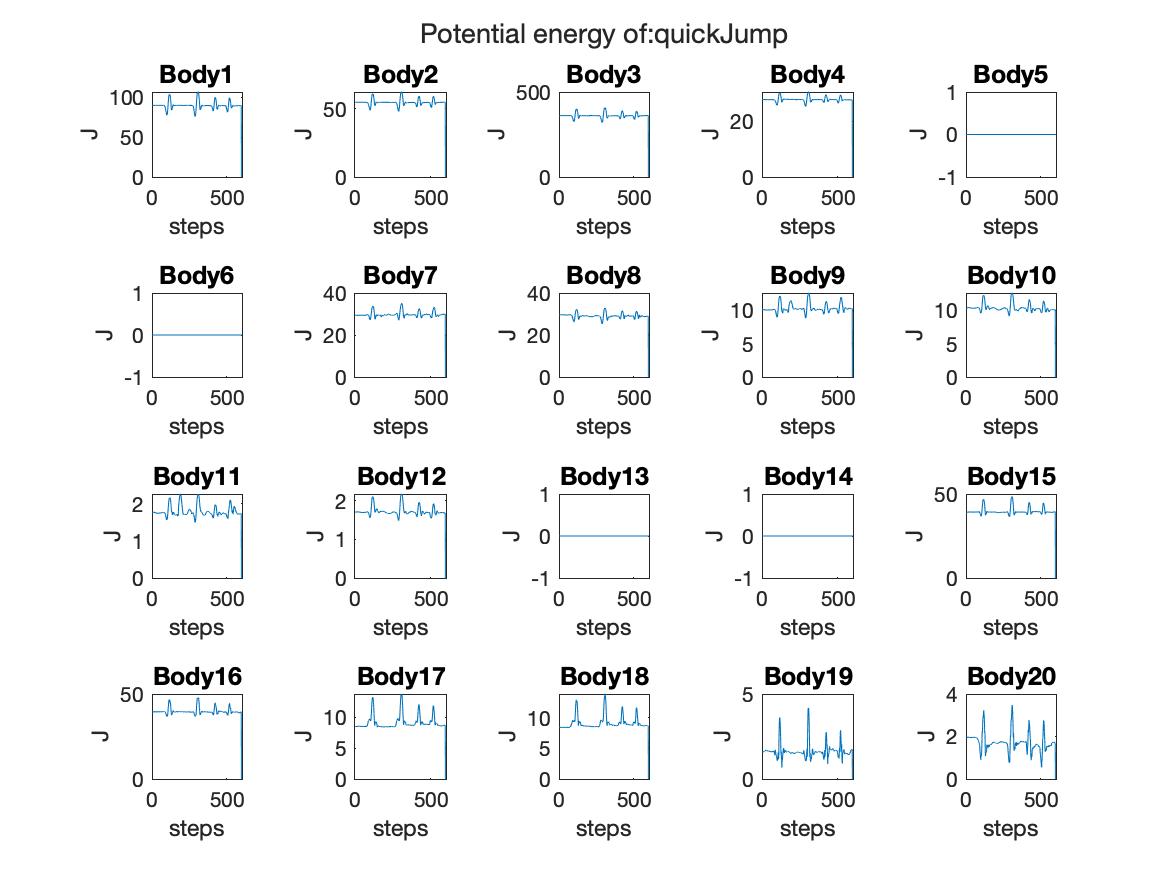 Potential energy of:quickJump
Body1 Body2 Body3 Body4 Body5
100 50 0 J 0 500 steps
50 0 J 0 500 steps
500 0 J 0 500 steps
20 0 J 0 500 steps
1 0 -1 J 0 500 steps
Body6 Body7 Body8 Body9 Body10
1 0 -1 J 0 500 steps
40 20 0 J 0 500 steps
40 20 0 J 0 500 steps
10 5 0 J 0 500 steps
10 5 0 J 0 500 steps
Body11 Body12 Body13 Body14 Body15
2 1 0 J 0 500 steps
2 1 0 J 0 500 steps
1 0 -1 J 0 500 steps
1 0 -1 J 0 500 steps
50 0 J 0 500 steps
Body16 Body17 Body18 Body19 Body20
50 0 J 0 500 steps
10 5 0 J 0 500 steps
10 5 0 J 0 500 steps
5 0 J 0 500 steps
4 2 0 J 0 500 steps